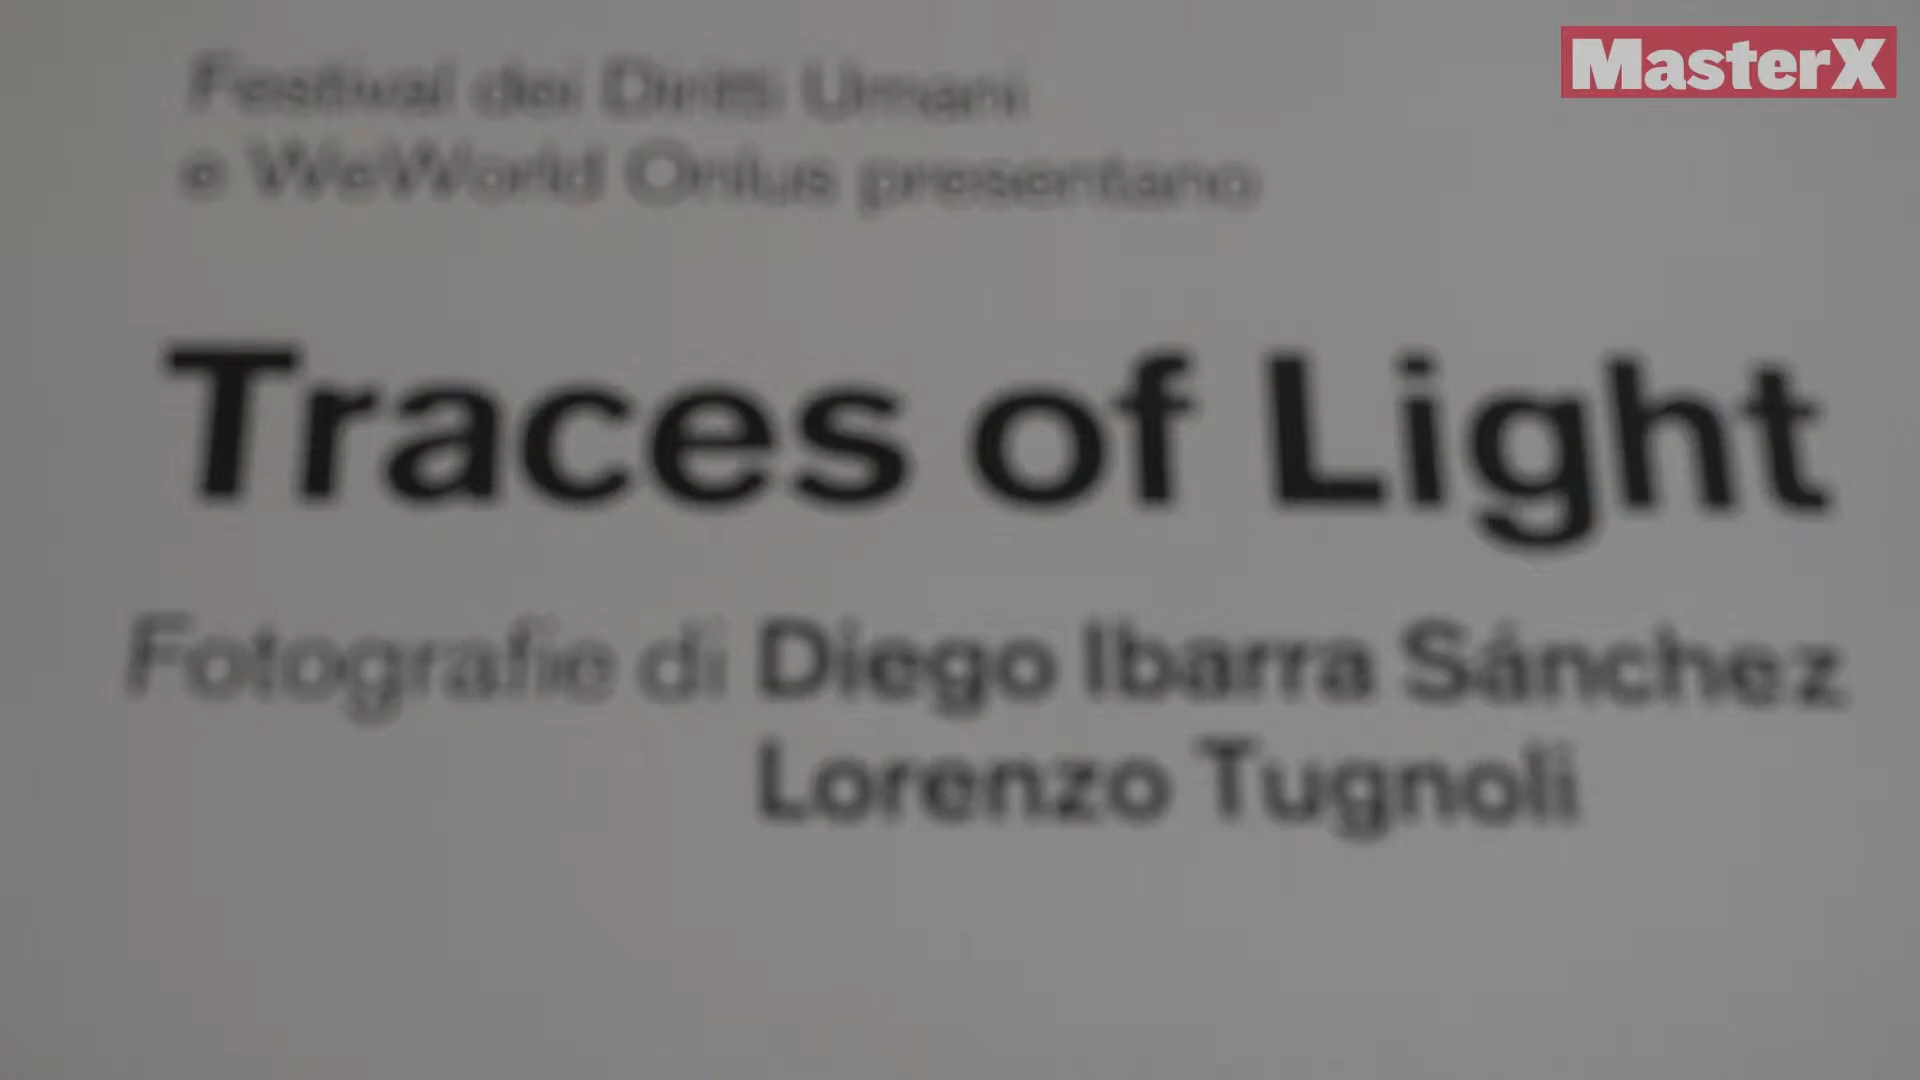 MasterX
Festival dei Diritti Umani
e WeWorld Onlus presentano
Traces of Light
Fotografie di Diego Ibarra Sánchez
Lorenzo Tugnoli